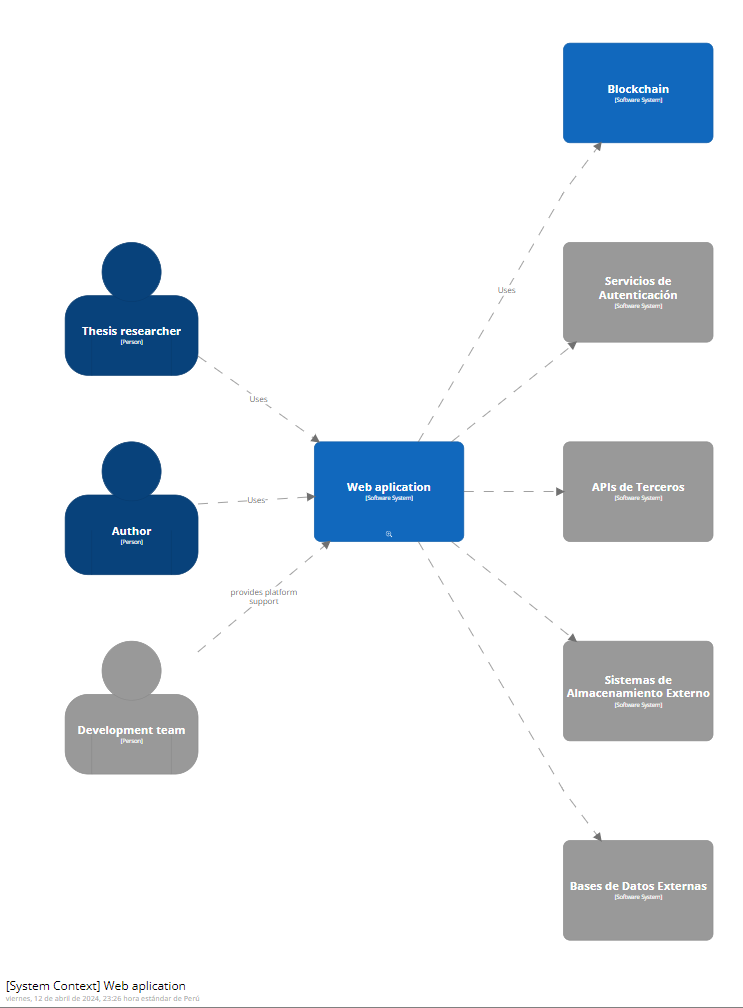 Blockchain
[Software System]
Servicios de
Autenticación
[Software System]
Uses
Thesis researcher
[Person]
Uses
Web aplication
[Software System]
APIs de Terceros
[Software System]
Author
[Person]
Uses
provides platform
support
Sistemas de
Almacenamiento Externo
[Software System]
Development team
[Person]
Bases de Datos Externas
[Software System]
[System Context] Web aplication
viernes, 12 de abril de 2024, 23:26 hora estándar de Perú